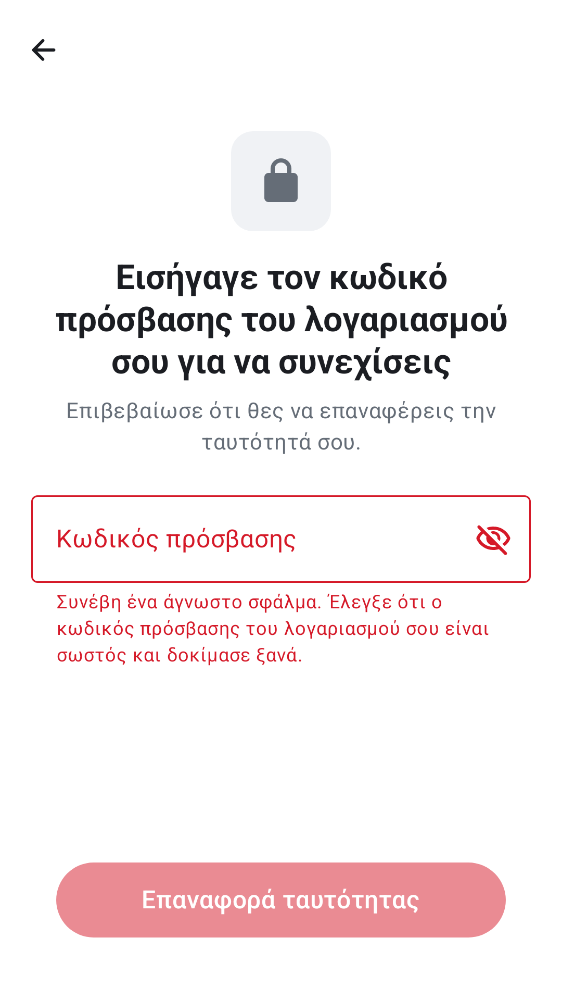 Εισήγαγε τον κωδικό
πρόσβασης του λογαριασμού
σου για να συνεχίσεις
Επιβεβαίωσε ότι θες να επαναφέρεις την
ταυτότητά σου.
Κωδικός πρόσβασης
Συνέβη ένα άγνωστο σφάλμα. Έλεγξε ότι ο
κωδικός πρόσβασης του λογαριασμού σου είναι
σωστός και δοκίμασε ξανά.
Επαναφορά ταυτότητας